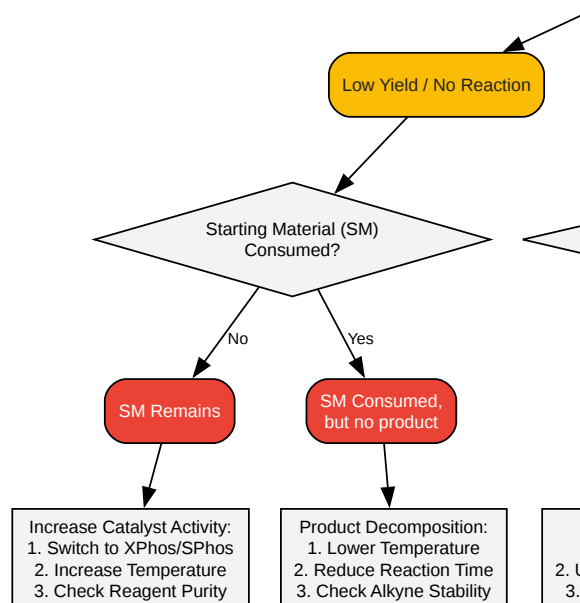 Low Yield / No Reaction
Starting Material (SM)
Consumed?
No
Yes
SM Remains
SM Consumed,
but no product
Increase Catalyst Activity:
1. Switch to XPhos/SPhos
2. Increase Temperature
3. Check Reagent Purity
Product Decomposition:
1. Lower Temperature
2. Reduce Reaction Time
3. Check Alkyne Stability
2.
3.